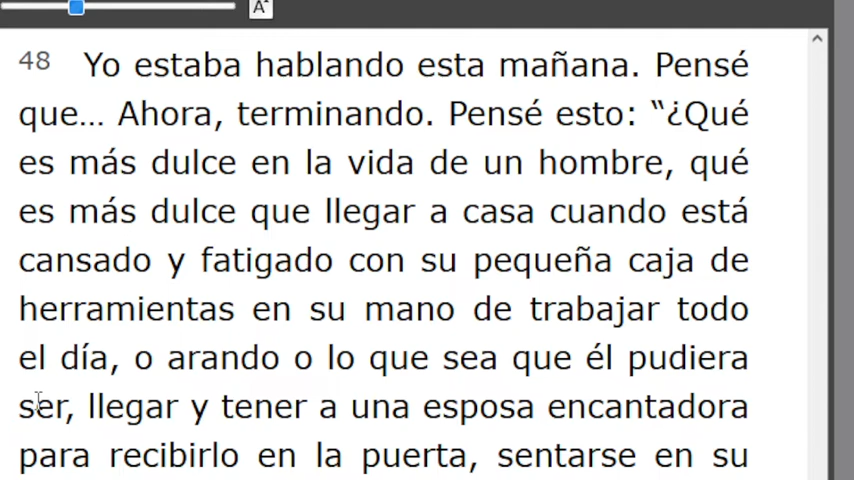 A
48 Yo estaba hablando esta mañana. Pensé
que… Ahora, terminando. Pensé esto: “¿Qué
es más dulce en la vida de un hombre, qué
es más dulce que llegar a casa cuando está
cansado y fatigado con su pequeña caja de
herramientas en su mano de trabajar todo
el día, o arando o lo que sea que él pudiera
ser, llegar y tener a una esposa encantadora
para recibirlo en la puerta, sentarse en su